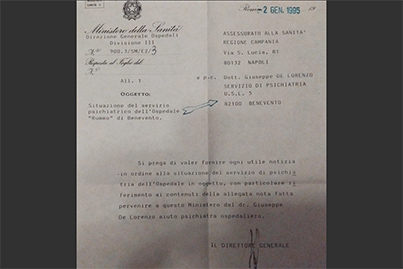 Roma, -2 GEN. 1995 19
Ministero della Sanità
Direzione Generale Ospedali
Divisione III
N.° 900.3/SM/E2/3
Risposta al Foglio del
N.°
All. 1
OGGETTO:
Situazione del servizio
psichiatrico dell'Ospedale
"Rummo" di Benevento.
ASSESSORATO ALLA SANITA'
REGIONE CAMPANIA
Via S. Lucia, 81
80132 NAPOLI
e p.c. Dott. Giuseppe DE LORENZO
SERVIZIO DI PSICHIATRIA
U.S.L. 5
82100 BENEVENTO
Si prega di voler fornire ogni utile notizia
in ordine alla situazione del servizio di psichia
tria dell'Ospedale in oggetto, con particolare ri
ferimento ai contenuti della allegata nota fatta
pervenire a questo Ministero dal dr. Giuseppe
De Lorenzo aiuto psichiatra ospedaliero.
IL DIRETTORE GENERALE